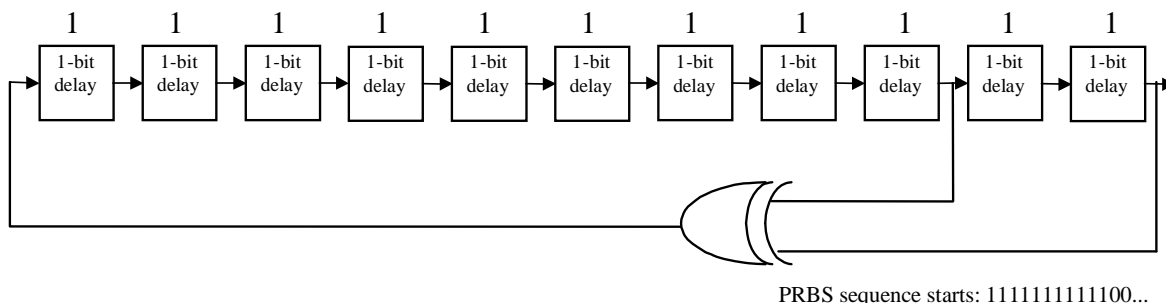 1 1 1 1 1 1 1 1 1 1 1
1-bit 1-bit 1-bit 1-bit 1-bit 1-bit 1-bit 1-bit 1-bit 1-bit 1-bit
delay delay delay delay delay delay delay delay delay delay delay
PRBS sequence starts: 1111111111100...